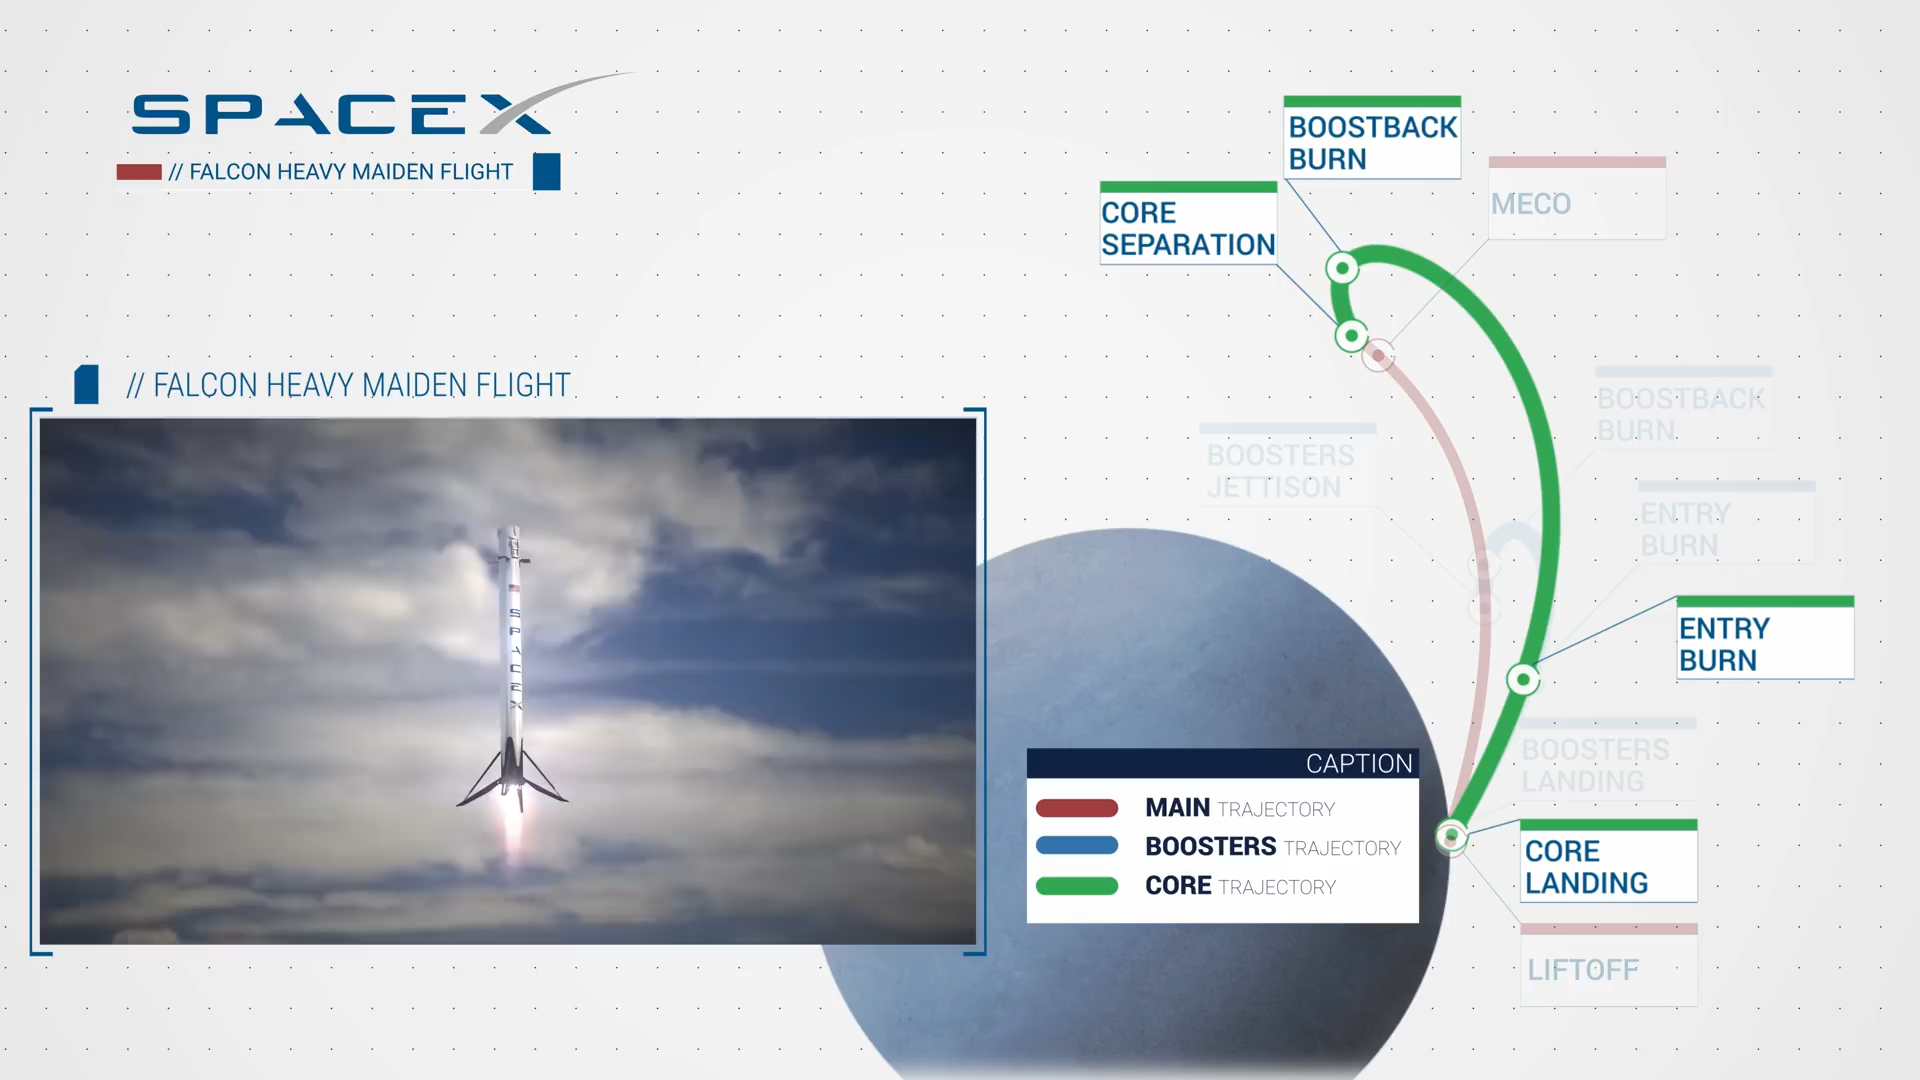 SPACEX
// FALCON HEAVY MAIDEN FLIGHT
// FALCON HEAVY MAIDEN FLIGHT
SPACEX
BOOSTBACK
BURN
CORE
SEPARATION
MECO
BOOSTBACK
BURN
BOOSTERS
JETTISON
ENTRY
BURN
ENTRY
BURN
BOOSTERS
LANDING
CORE
LANDING
LIFTOFF
CAPTION
MAIN TRAJECTORY
BOOSTERS TRAJECTORY
CORE TRAJECTORY